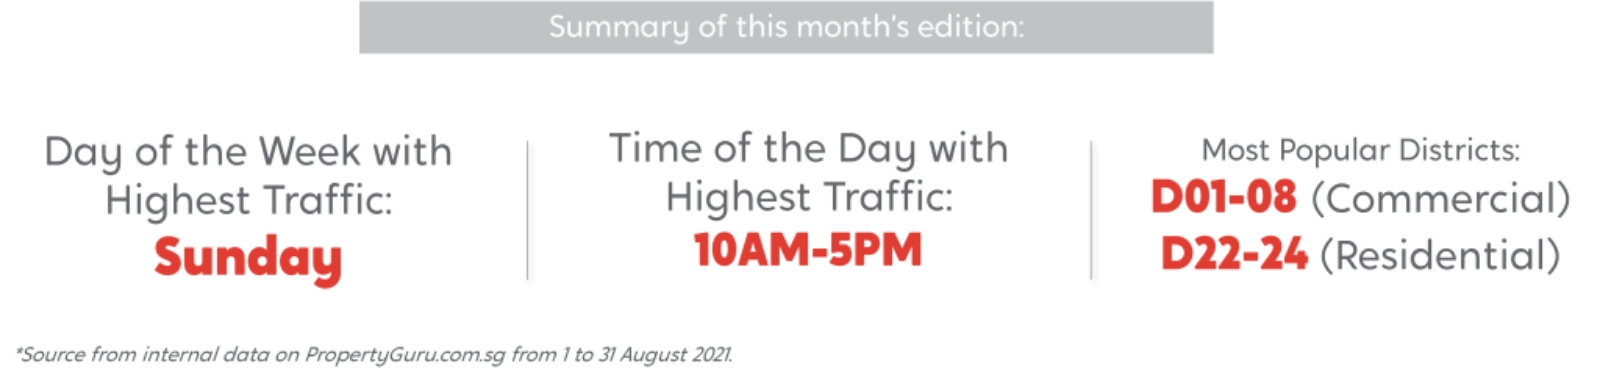 Summary of this month's edition:
Day of the Week with
Highest Traffic:
Sunday
Time of the Day with
Highest Traffic:
10AM-5PM
Most Popular Districts:
D01-08 (Commercial)
D22-24 (Residential)
*Source from internal data on PropertyGuru.com.sg from 1 to 31 August 2021.